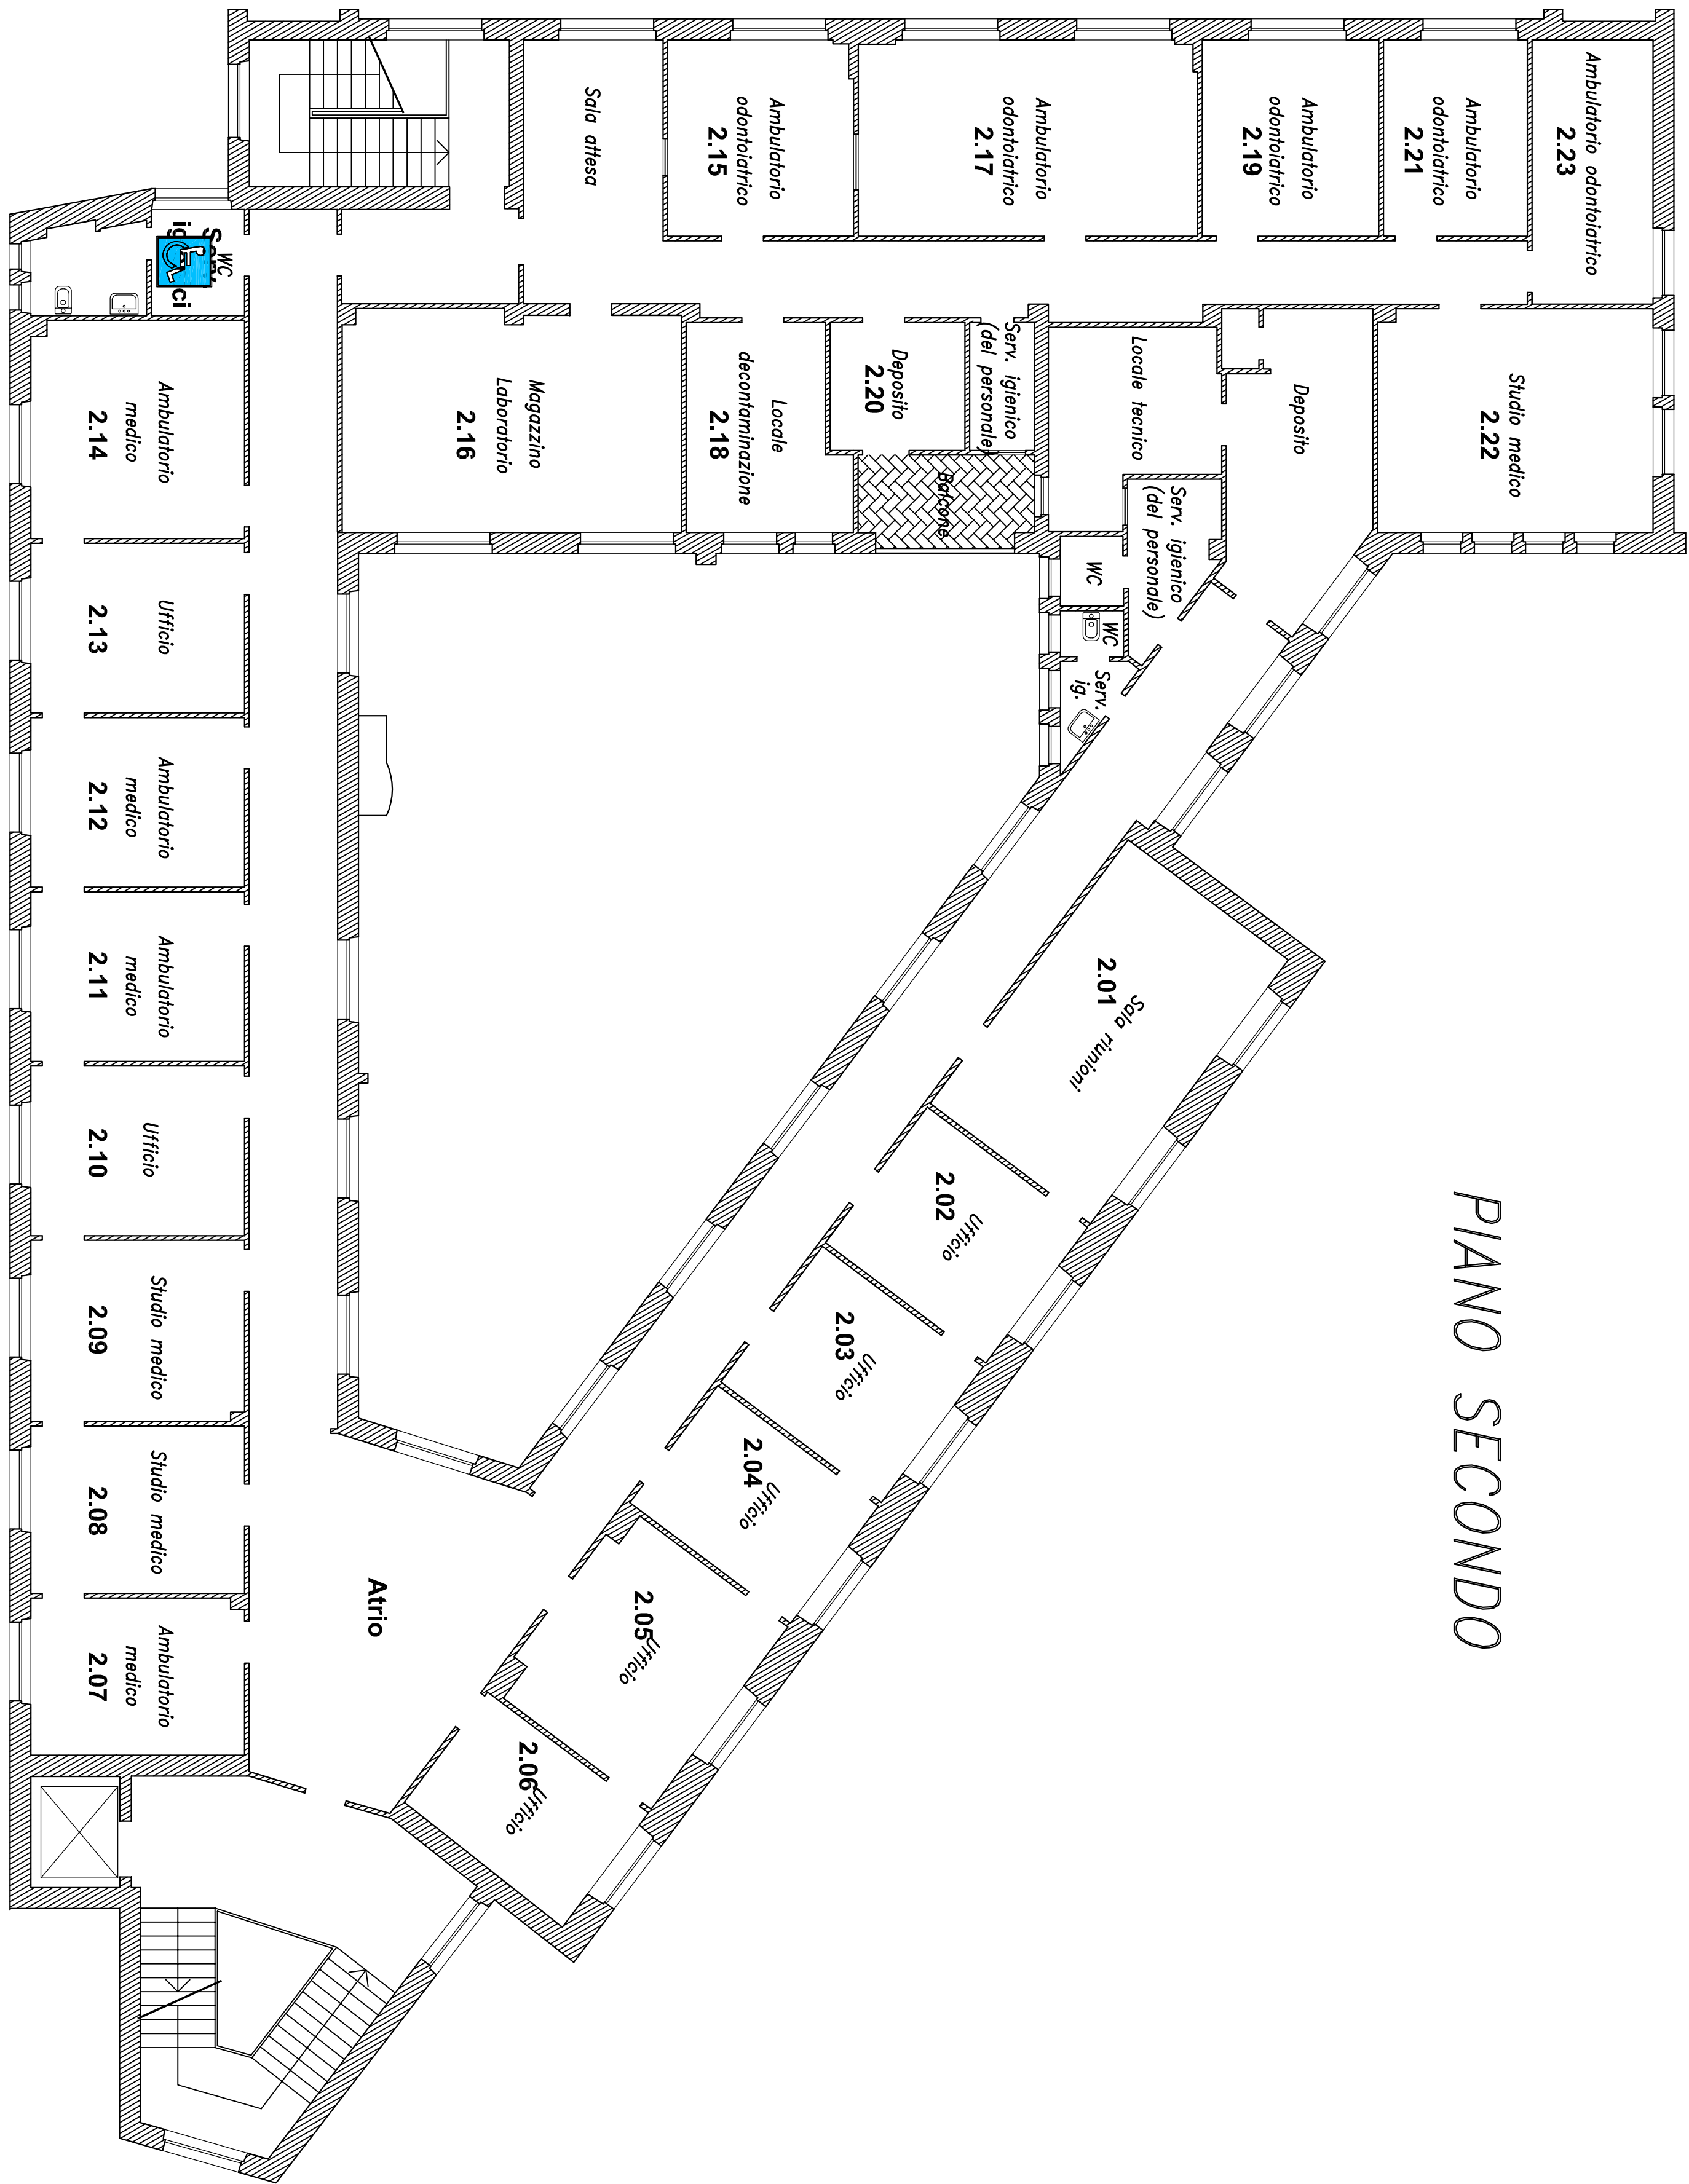 PIANO SECONDO
Ambulatorio odontoiatrico
2.23
Ambulatorio
odontoiatrico
2.21
Ambulatorio
odontoiatrico
2.19
Ambulatorio
odontoiatrico
2.17
Ambulatorio
odontoiatrico
2.15
Sala attesa
Studio medico
2.22
Deposito
Locale tecnico
Serv. igienico
(del personale)
Serv. igienico
(del personale)
Deposito
2.20
Balcone
Locale
decontaminazione
2.18
Magazzino
Laboratorio
2.16
WC
WC
Serv.
ig.
WC
Ambulatorio
medico
2.14
Ufficio
2.13
Ambulatorio
medico
2.12
Ambulatorio
medico
2.11
Ufficio
2.10
Studio medico
2.09
Studio medico
2.08
Ambulatorio
medico
2.07
Atrio
2.01
Sala riunioni
2.02
Ufficio
2.03
Ufficio
2.04
Ufficio
2.05
Ufficio
2.06
Ufficio